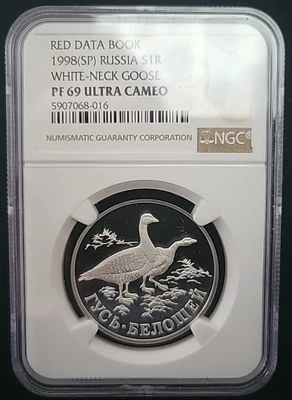 RED DATA BOOK
1998(SP) RUSSIA S1R
WHITE-NECK GOOSE
PF 69 ULTRA CAMEO
5907068-016
NUMISMATIC GUARANTY CORPORATION
NGC
ГУСЬ·БЕЛОШЕЙ